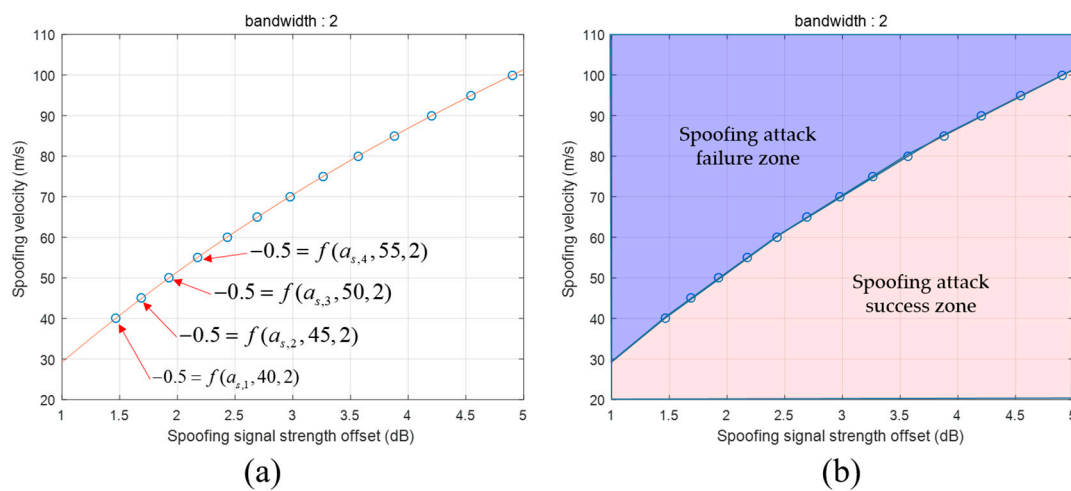 bandwidth : 2
110
100
90
80
70
60
50
40
30
20
Spoofing velocity (m/s)
−0.5 = f(a_{s,4}, 55, 2)
−0.5 = f(a_{s,3}, 50, 2)
−0.5 = f(a_{s,2}, 45, 2)
−0.5 = f(a_{s,1}, 40, 2)
1 1.5 2 2.5 3 3.5 4 4.5 5
Spoofing signal strength offset (dB)
(a)
bandwidth : 2
110
100
90
80
70
60
50
40
30
20
Spoofing velocity (m/s)
Spoofing attack
failure zone
Spoofing attack
success zone
1 1.5 2 2.5 3 3.5 4 4.5 5
Spoofing signal strength offset (dB)
(b)